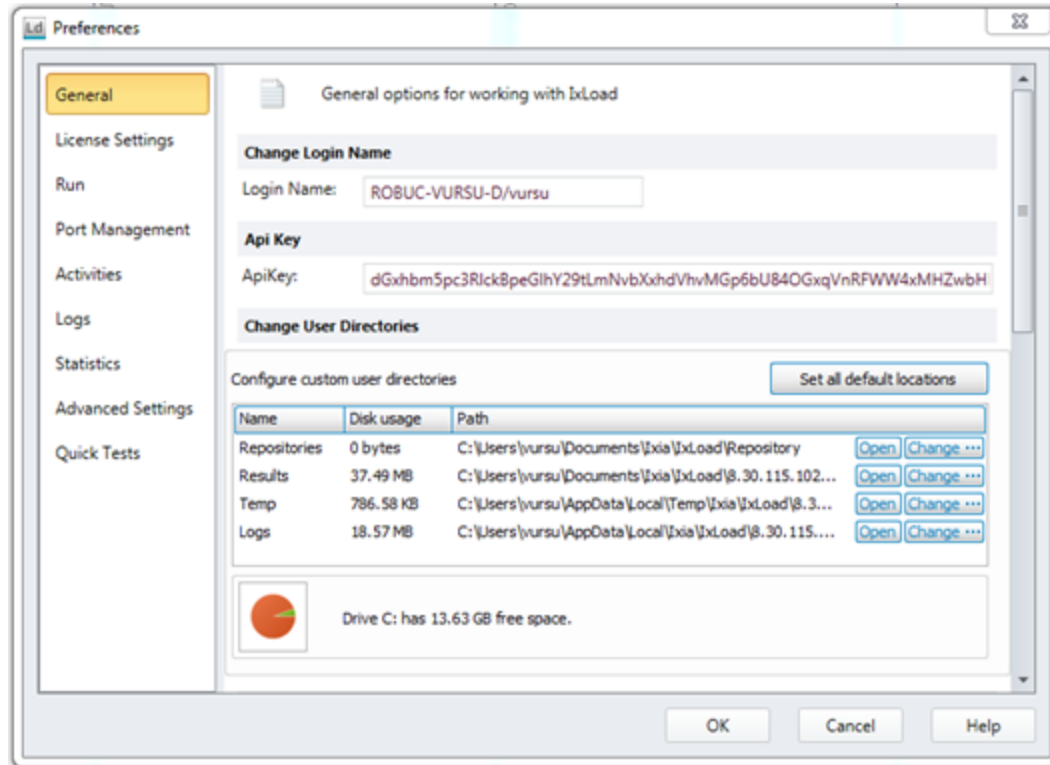 Ld Preferences
General
License Settings
Run
Port Management
Activities
Logs
Statistics
Advanced Settings
Quick Tests
General options for working with IxLoad
Change Login Name
Login Name: ROBUC-VURSU-D/vursu
Api Key
ApiKey: dGxhbm5pc3RlckBpeGlhY29tLmNvbXxhdVhvMGp6bU84OGxqVnRFWW4xMHZwbH
Change User Directories
Configure custom user directories Set all default locations
Name Disk usage Path
Repositories 0 bytes C:\Users\vursu\Documents\Ixia\IxLoad\Repository Open Change ...
Results 37.49 MB C:\Users\vursu\Documents\Ixia\IxLoad\8.30.115.102... Open Change ...
Temp 786.58 KB C:\Users\vursu\AppData\Local\Temp\Ixia\IxLoad\8.3... Open Change ...
Logs 18.57 MB C:\Users\vursu\AppData\Local\Ixia\IxLoad\8.30.115.... Open Change ...
Drive C: has 13.63 GB free space.
OK Cancel Help